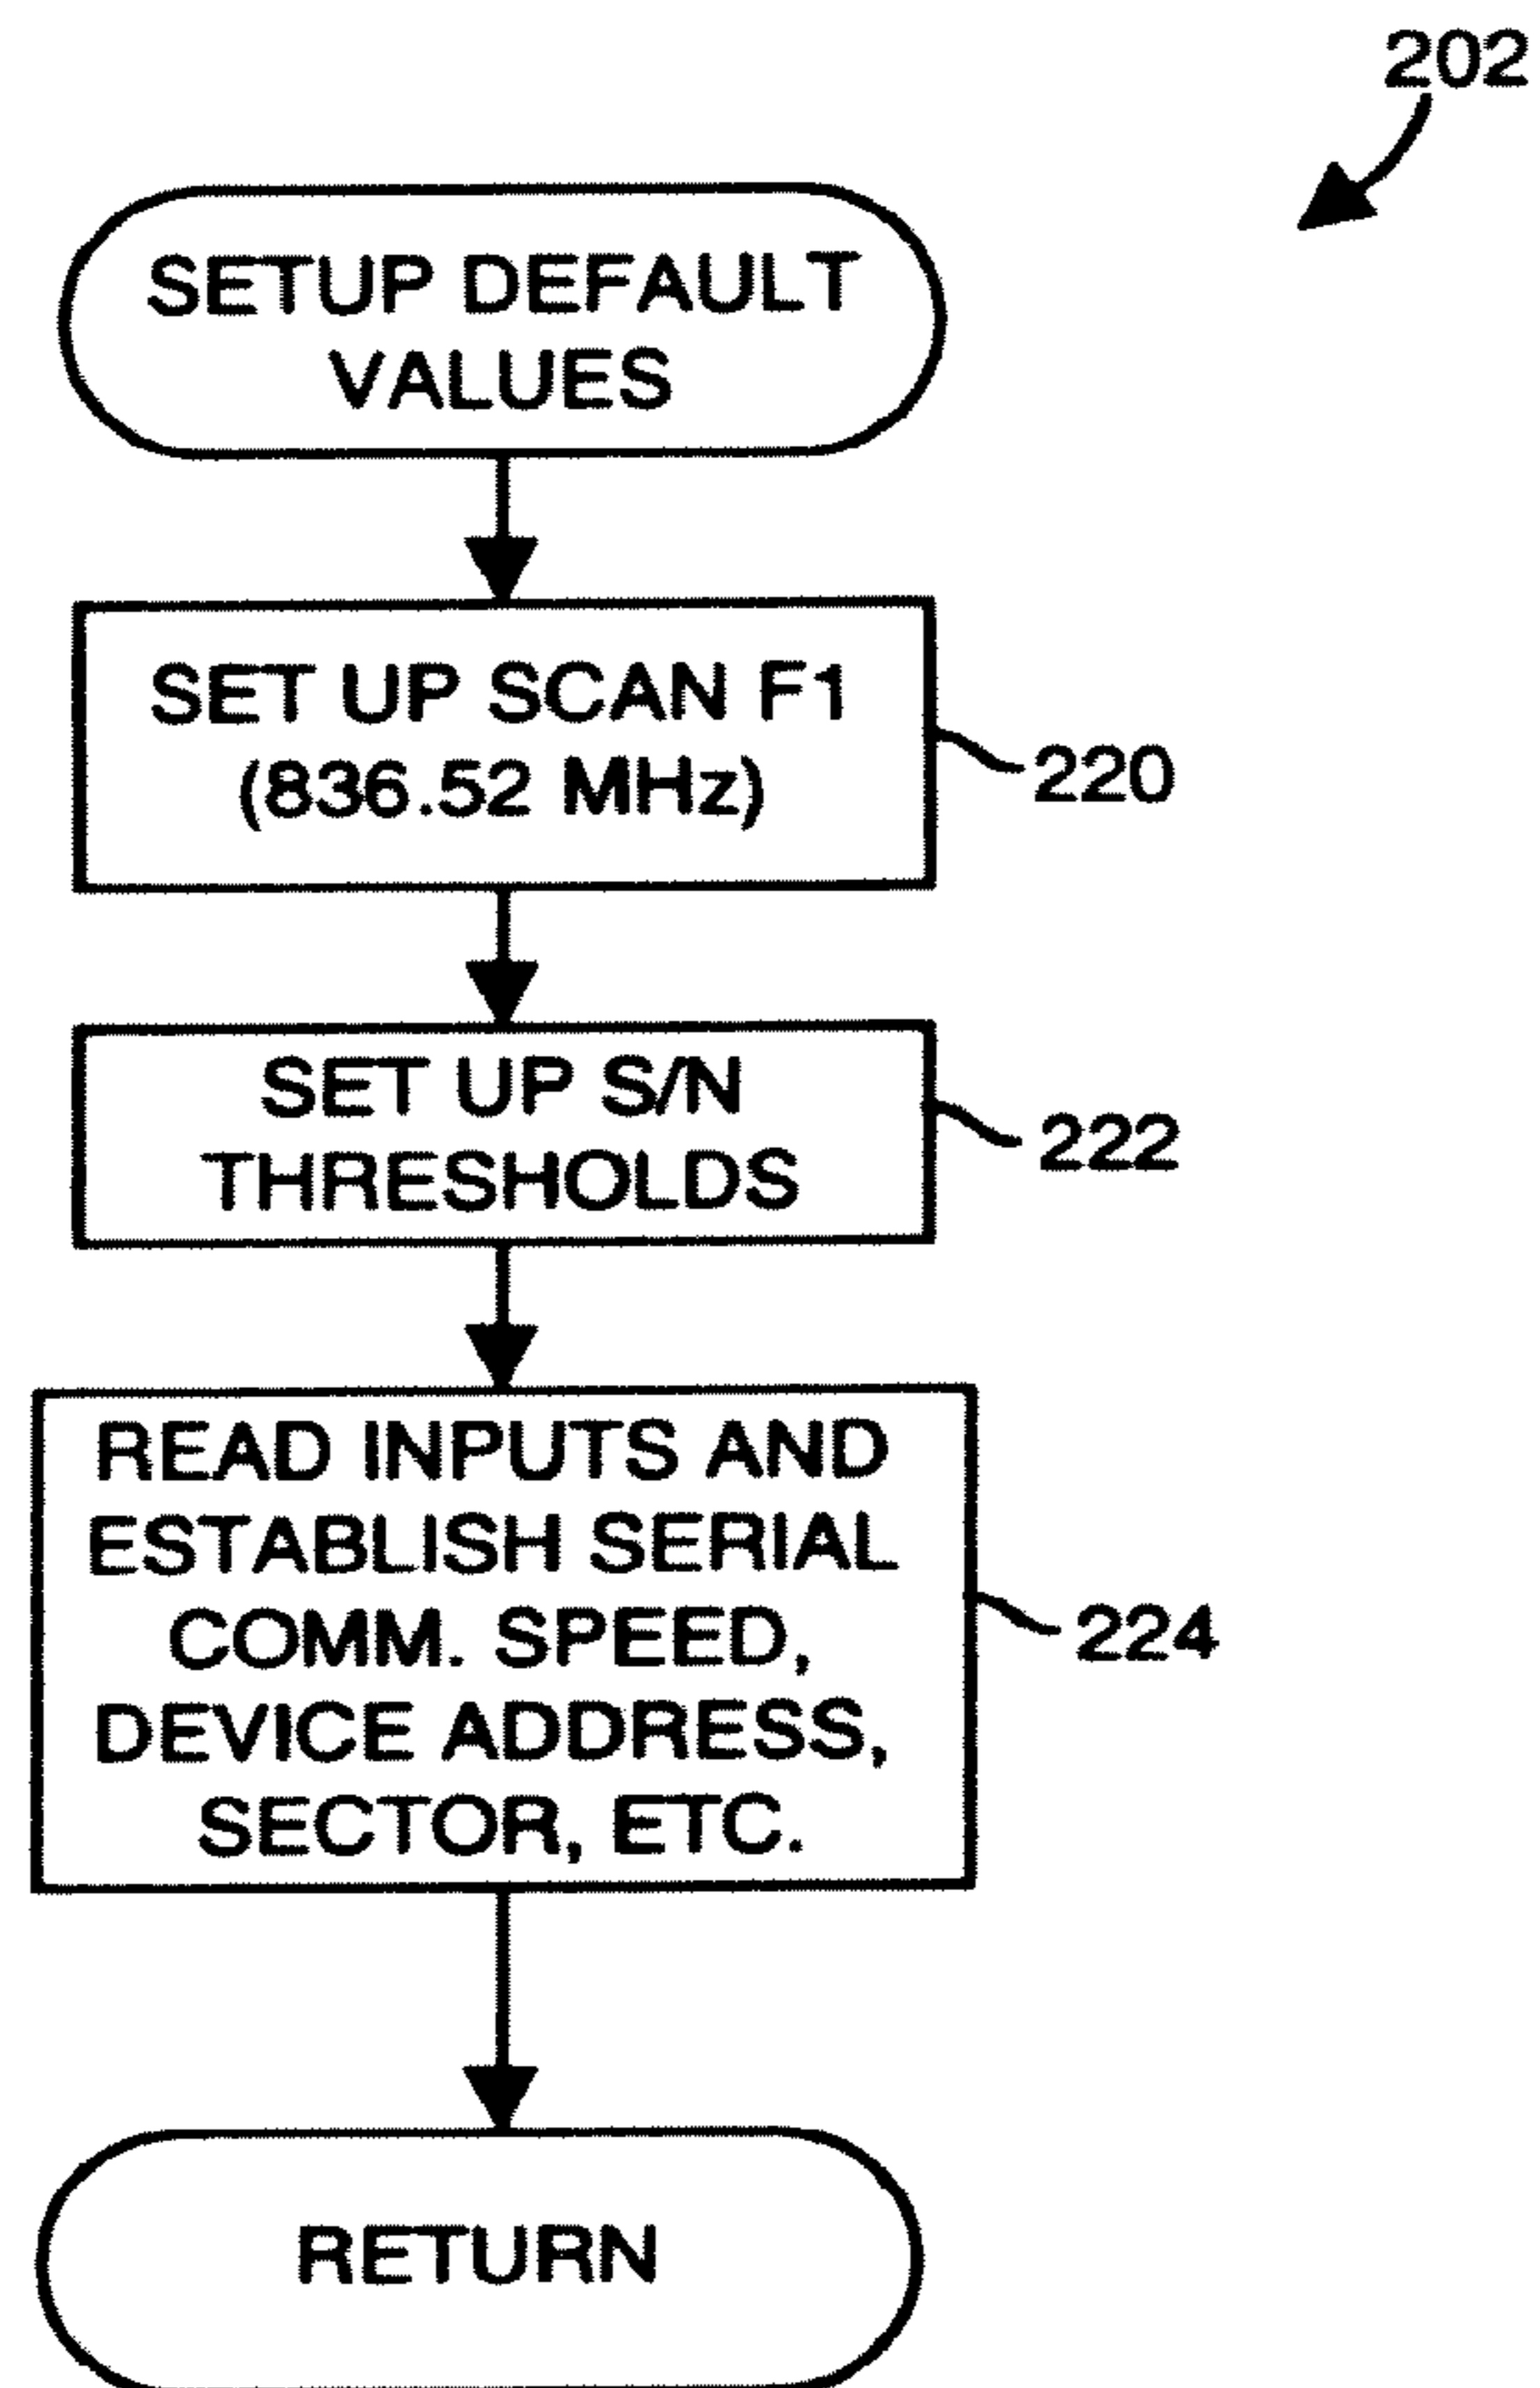 202
SETUP DEFAULT
VALUES
SET UP SCAN F1
(836.52 MHz)
220
SET UP S/N
THRESHOLDS
222
READ INPUTS AND
ESTABLISH SERIAL
COMM. SPEED,
DEVICE ADDRESS,
SECTOR, ETC.
224
RETURN